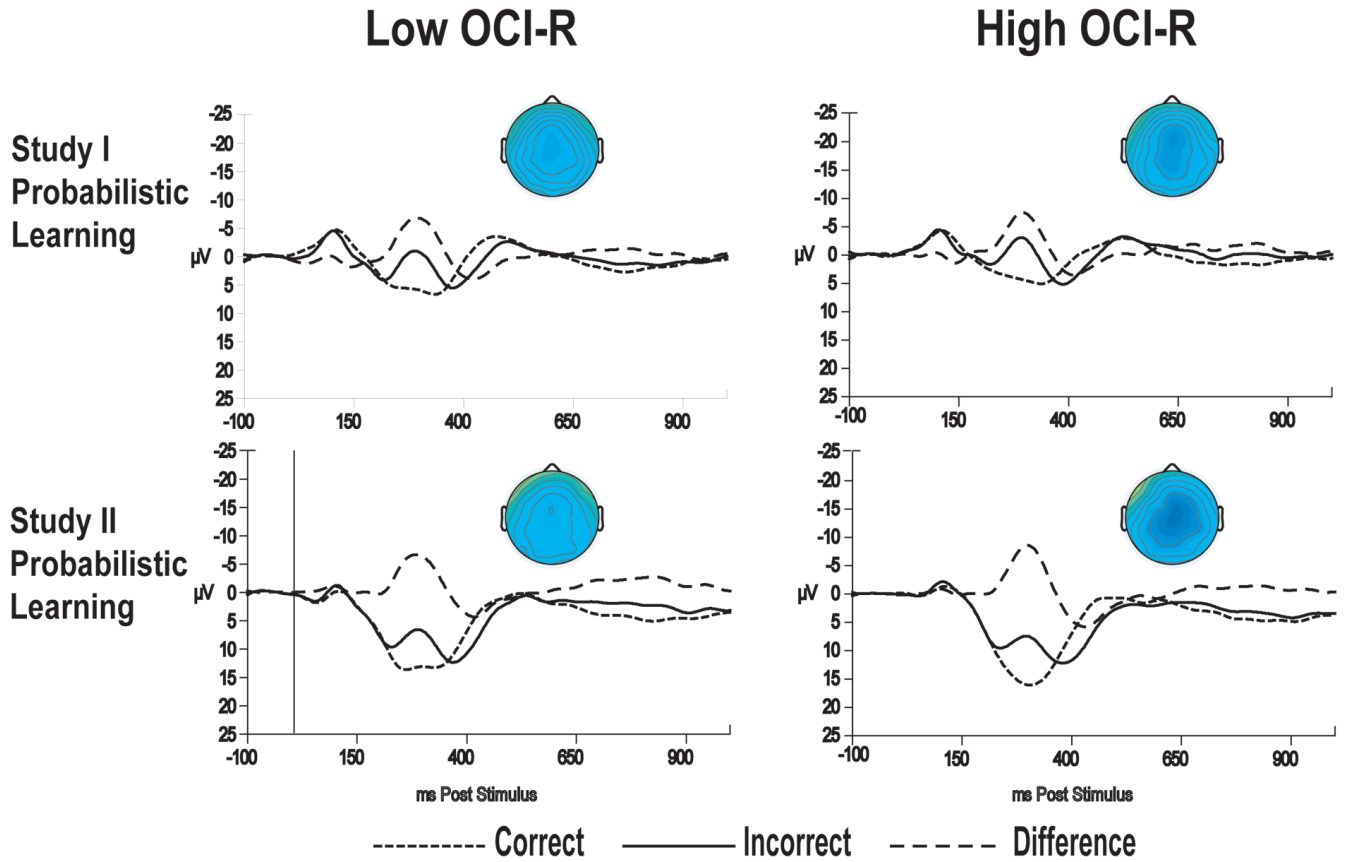 Low OCI-R
High OCI-R
Study I
Probabilistic
Learning
-25
-20
-15
-10
-5
µV 0
5
10
15
20
25
-100 150 400 650 900
-25
-20
-15
-10
-5
µV 0
5
10
15
20
25
-100 150 400 650 900
Study II
Probabilistic
Learning
-25
-20
-15
-10
-5
µV 0
5
10
15
20
25
-100 150 400 650 900
ms Post Stimulus
-25
-20
-15
-10
-5
µV 0
5
10
15
20
25
-100 150 400 650 900
ms Post Stimulus
Correct Incorrect Difference